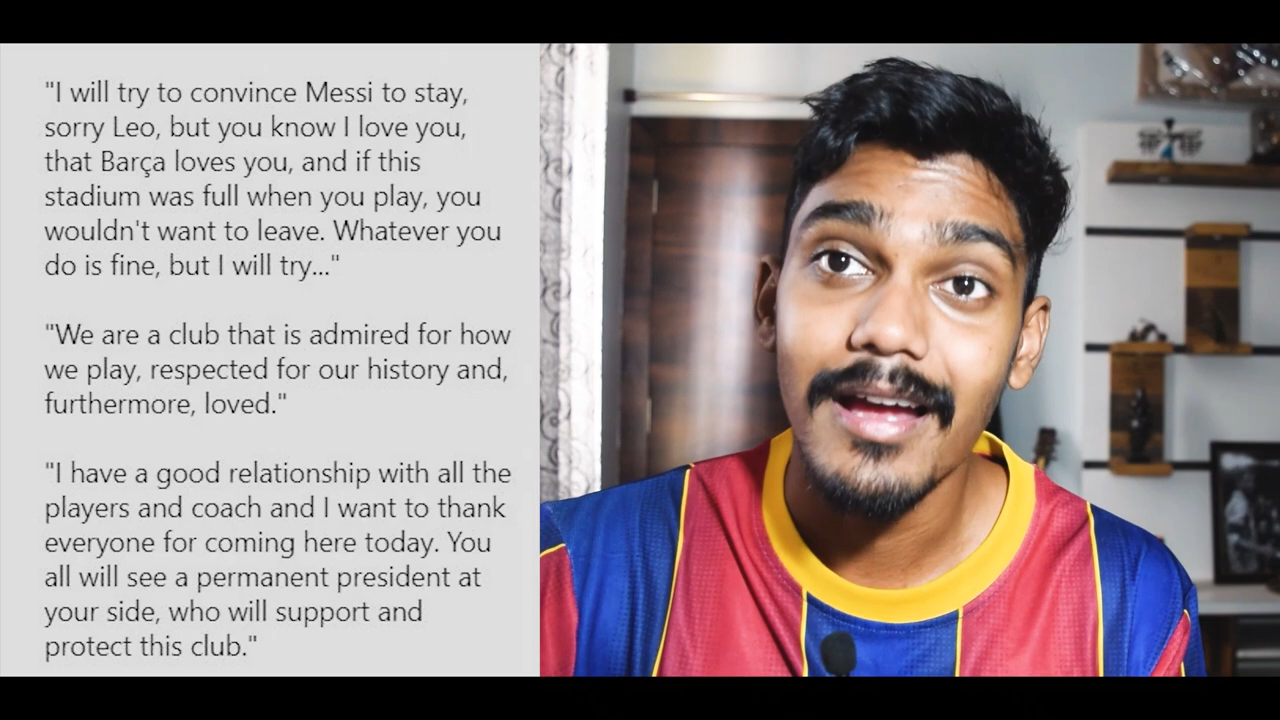 "I will try to convince Messi to stay,
sorry Leo, but you know I love you,
that Barça loves you, and if this
stadium was full when you play, you
wouldn't want to leave. Whatever you
do is fine, but I will try..."
"We are a club that is admired for how
we play, respected for our history and,
furthermore, loved."
"I have a good relationship with all the
players and coach and I want to thank
everyone for coming here today. You
all will see a permanent president at
your side, who will support and
protect this club."